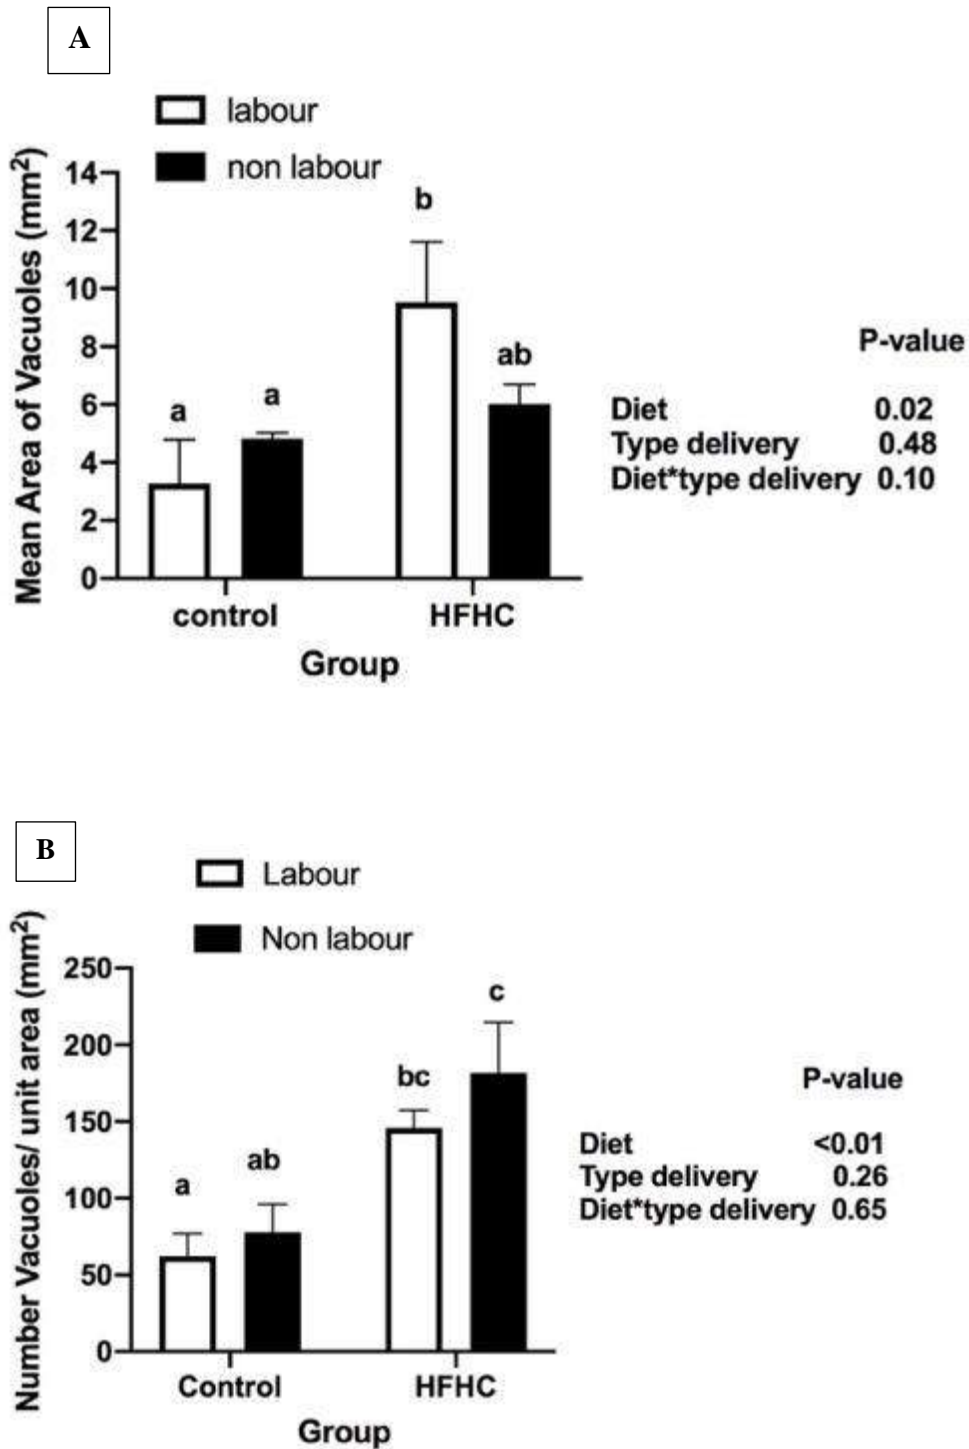 A
labour
non labour
Mean Area of Vacuoles (mm²)
14
12
10
8
6
4
2
0
a
a
b
ab
control
HFHC
Group
P-value
Diet 0.02
Type delivery 0.48
Diet*type delivery 0.10
B
Labour
Non labour
Number Vacuoles/ unit area (mm²)
250
200
150
100
50
0
a
ab
bc
c
Control
HFHC
Group
P-value
Diet <0.01
Type delivery 0.26
Diet*type delivery 0.65